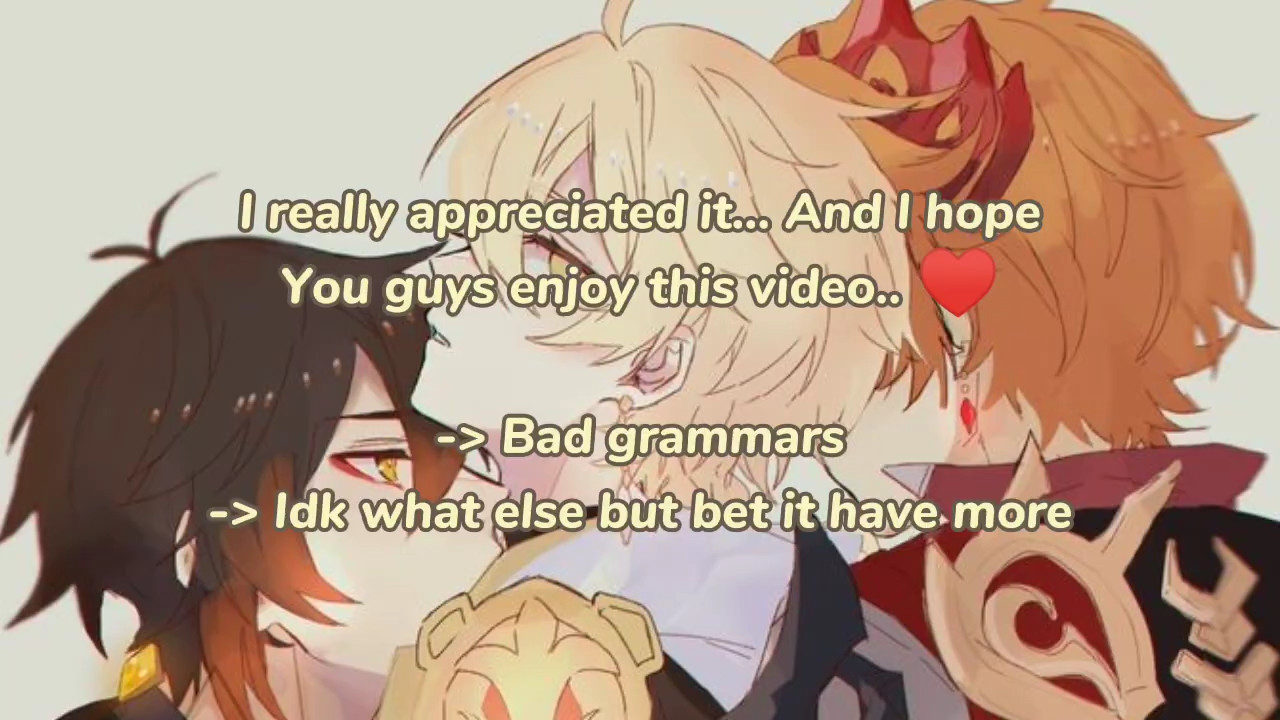 I really appreciated it... And I hope
You guys enjoy this video.. ❤️
-> Bad grammars
-> Idk what else but bet it have more